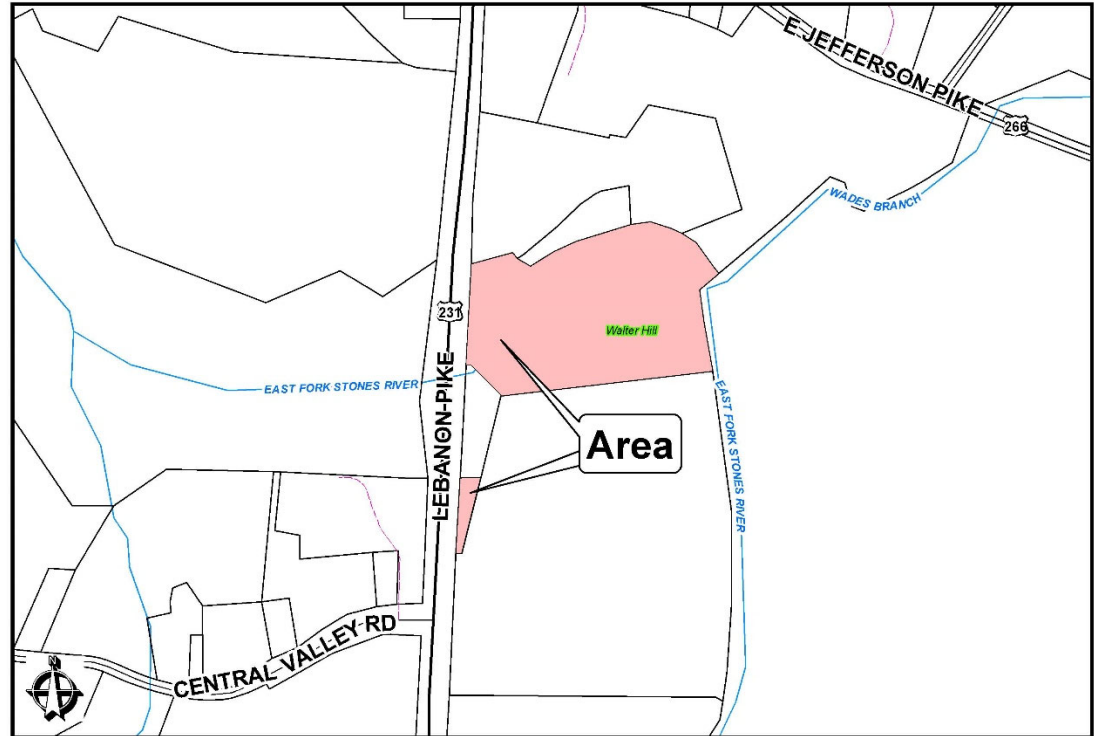 E JEFFERSON PIKE
266
WADES BRANCH
231
Walter Hill
LEBANON PIKE
EAST FORK STONES RIVER
EAST FORK STONES RIVER
Area
CENTRAL VALLEY RD
N